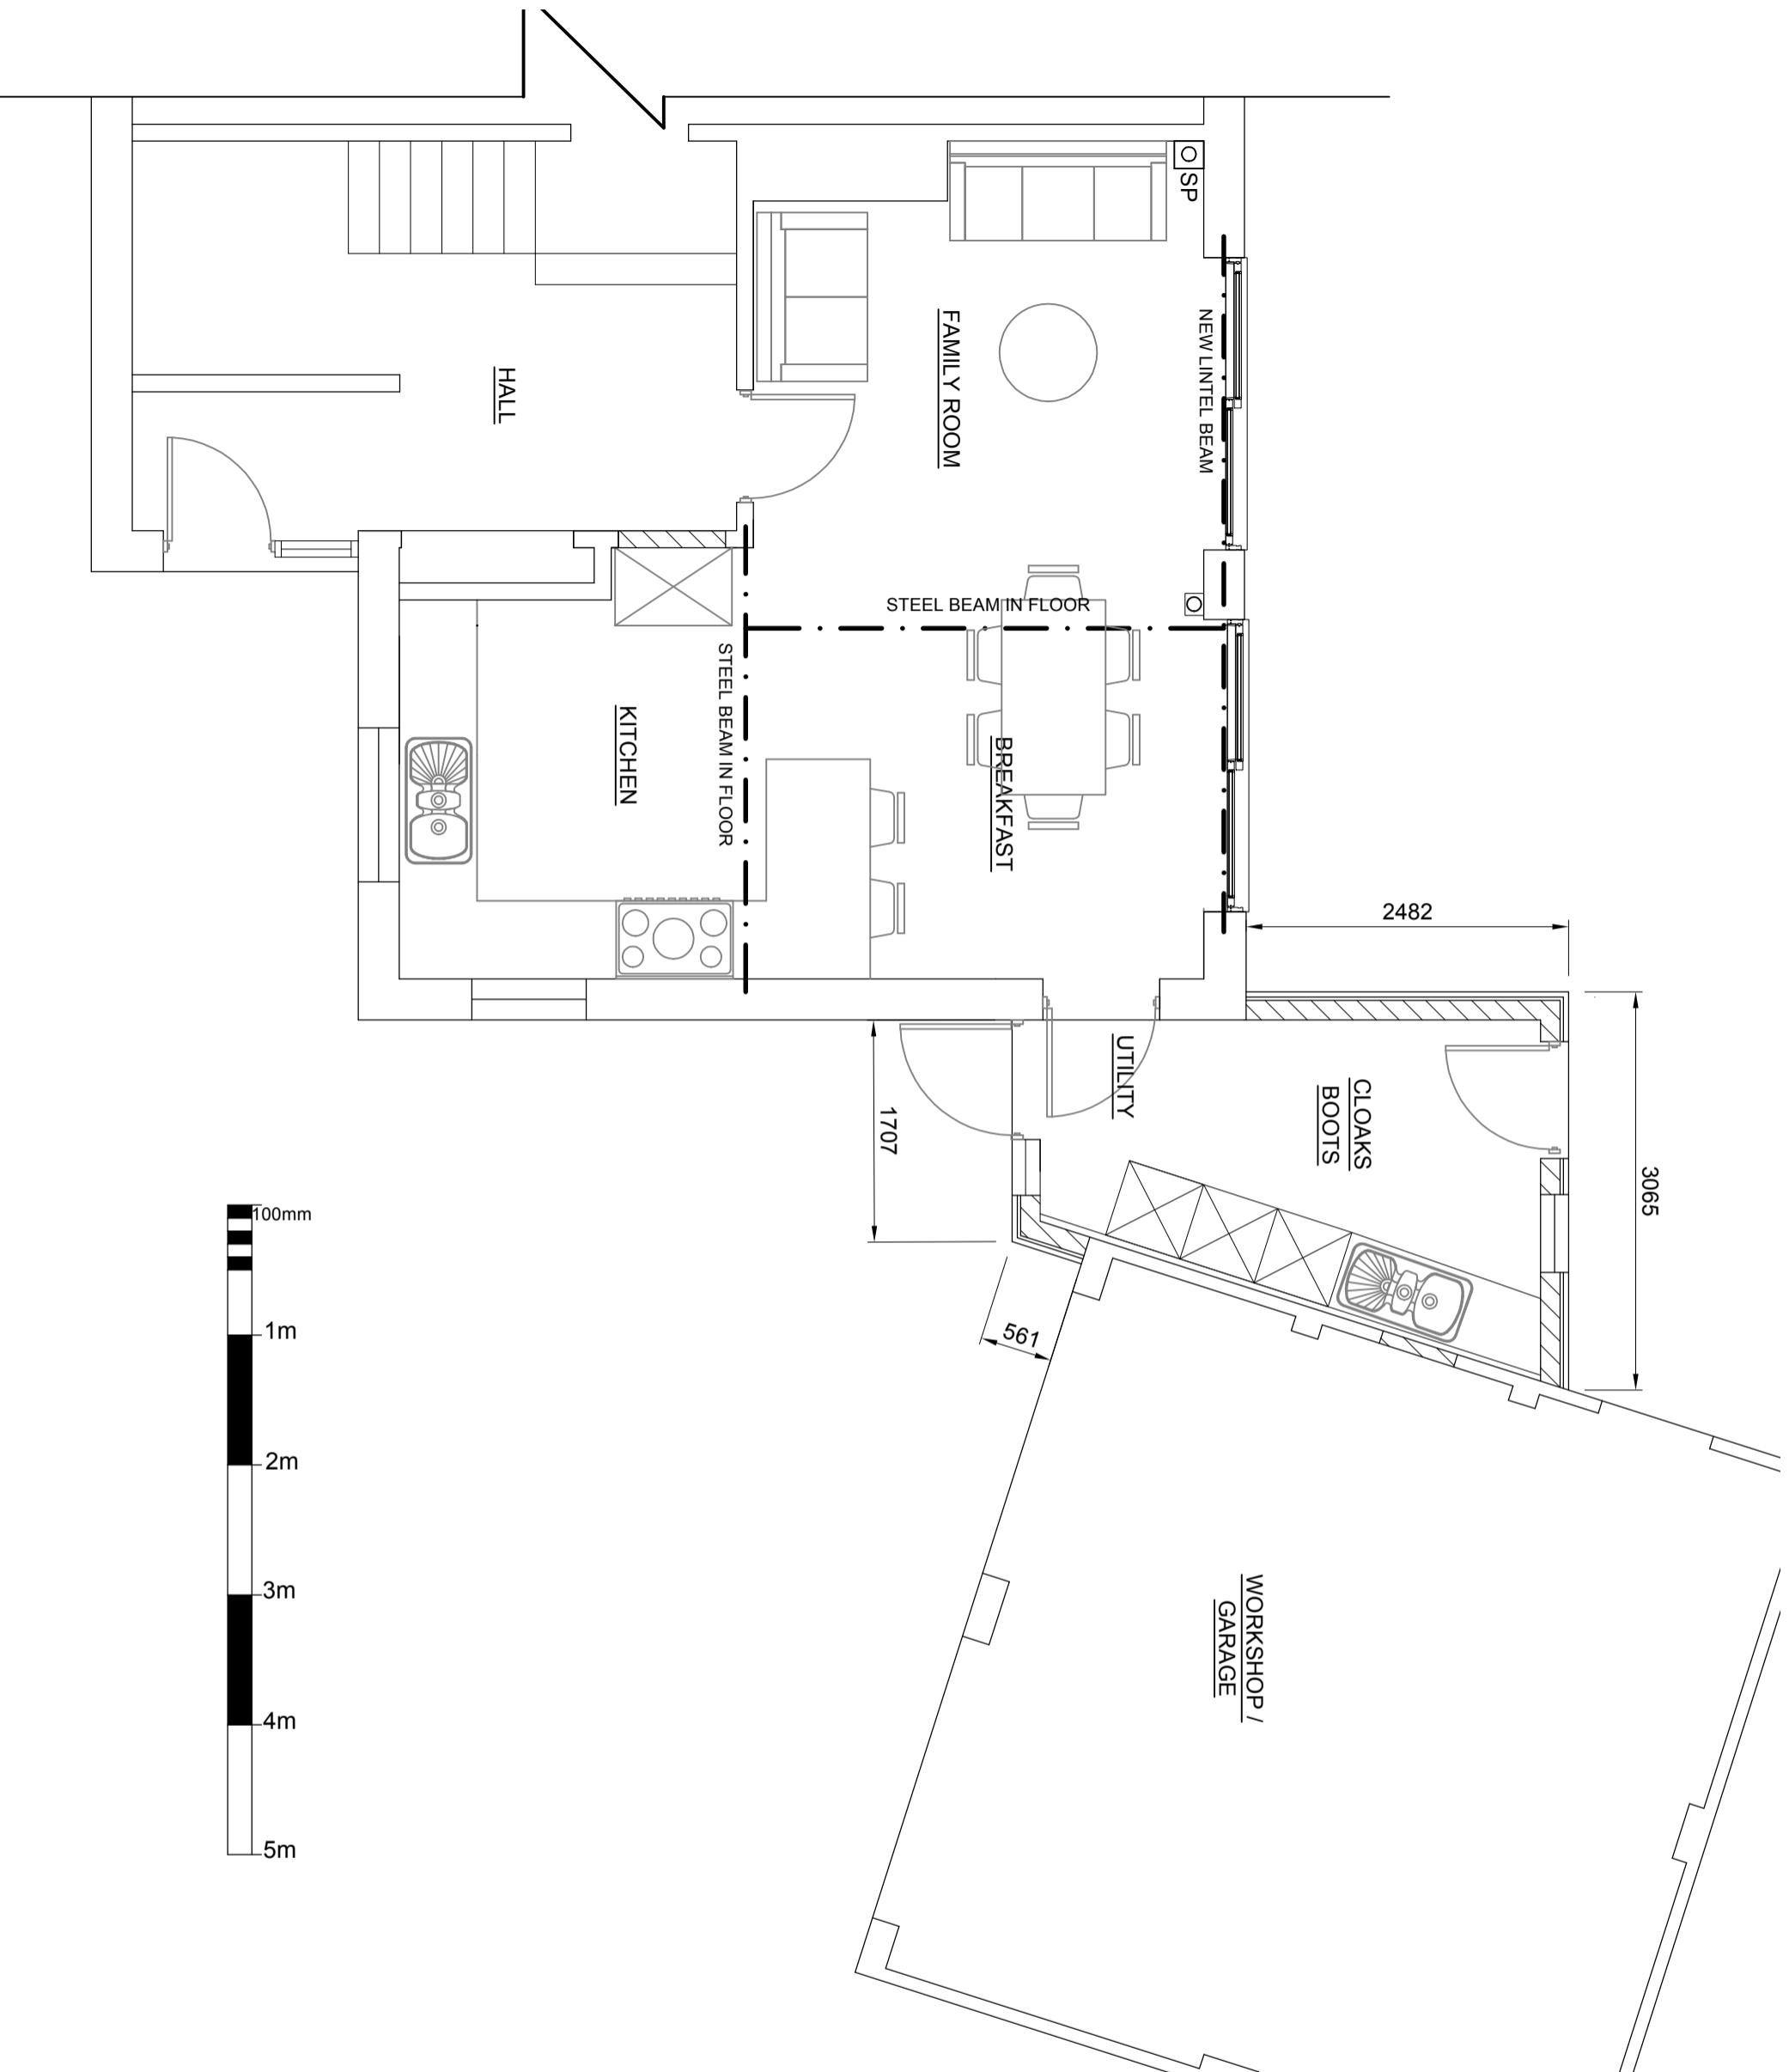 SP
NEW LINTEL BEAM
FAMILY ROOM
HALL
STEEL BEAM IN FLOOR
STEEL BEAM IN FLOOR
KITCHEN
BREAKFAST
2482
UTILITY
CLOAKS
BOOTS
1707
3065
561
WORKSHOP /
GARAGE
100mm
1m
2m
3m
4m
5m